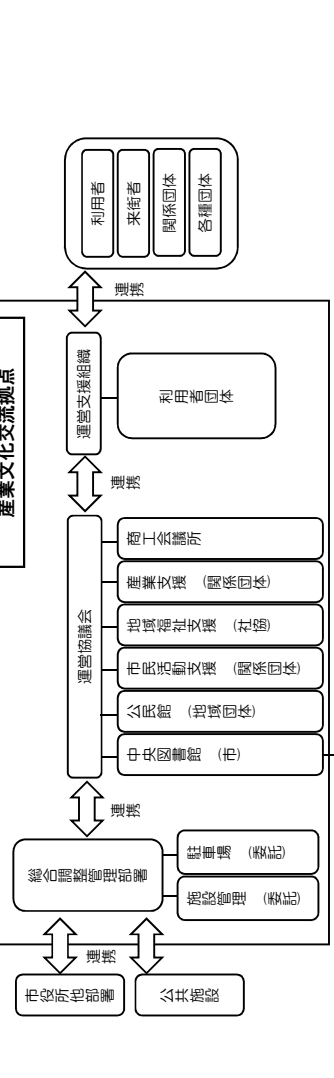 産業文化交流拠点
市役所他部署
公共施設
連携
総合調整管理部署
施設管理（委託）
駐車場（委託）
連携
運営協議会
中央図書館（市）
公民館（地域団体）
市民活動支援（関係団体）
地域福祉支援（社協）
産業支援（関係団体）
商工会議所
連携
運営支援組織
利用者団体
連携
利用者
来街者
関係団体
各種団体